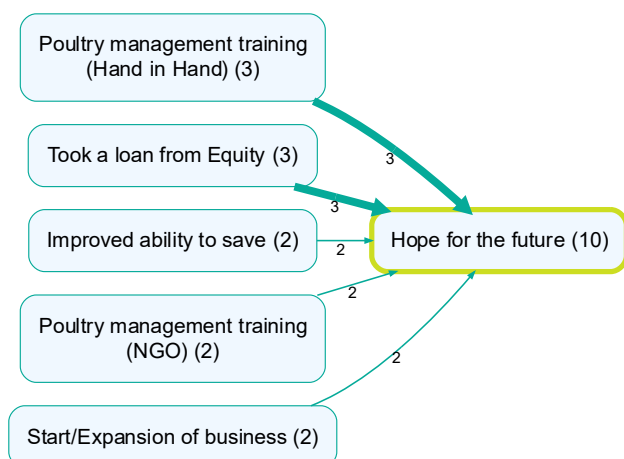 Poultry management training
(Hand in Hand) (3)
3
Took a loan from Equity (3)
3
Improved ability to save (2)
2
Hope for the future (10)
Poultry management training
(NGO) (2)
2
2
Start/Expansion of business (2)